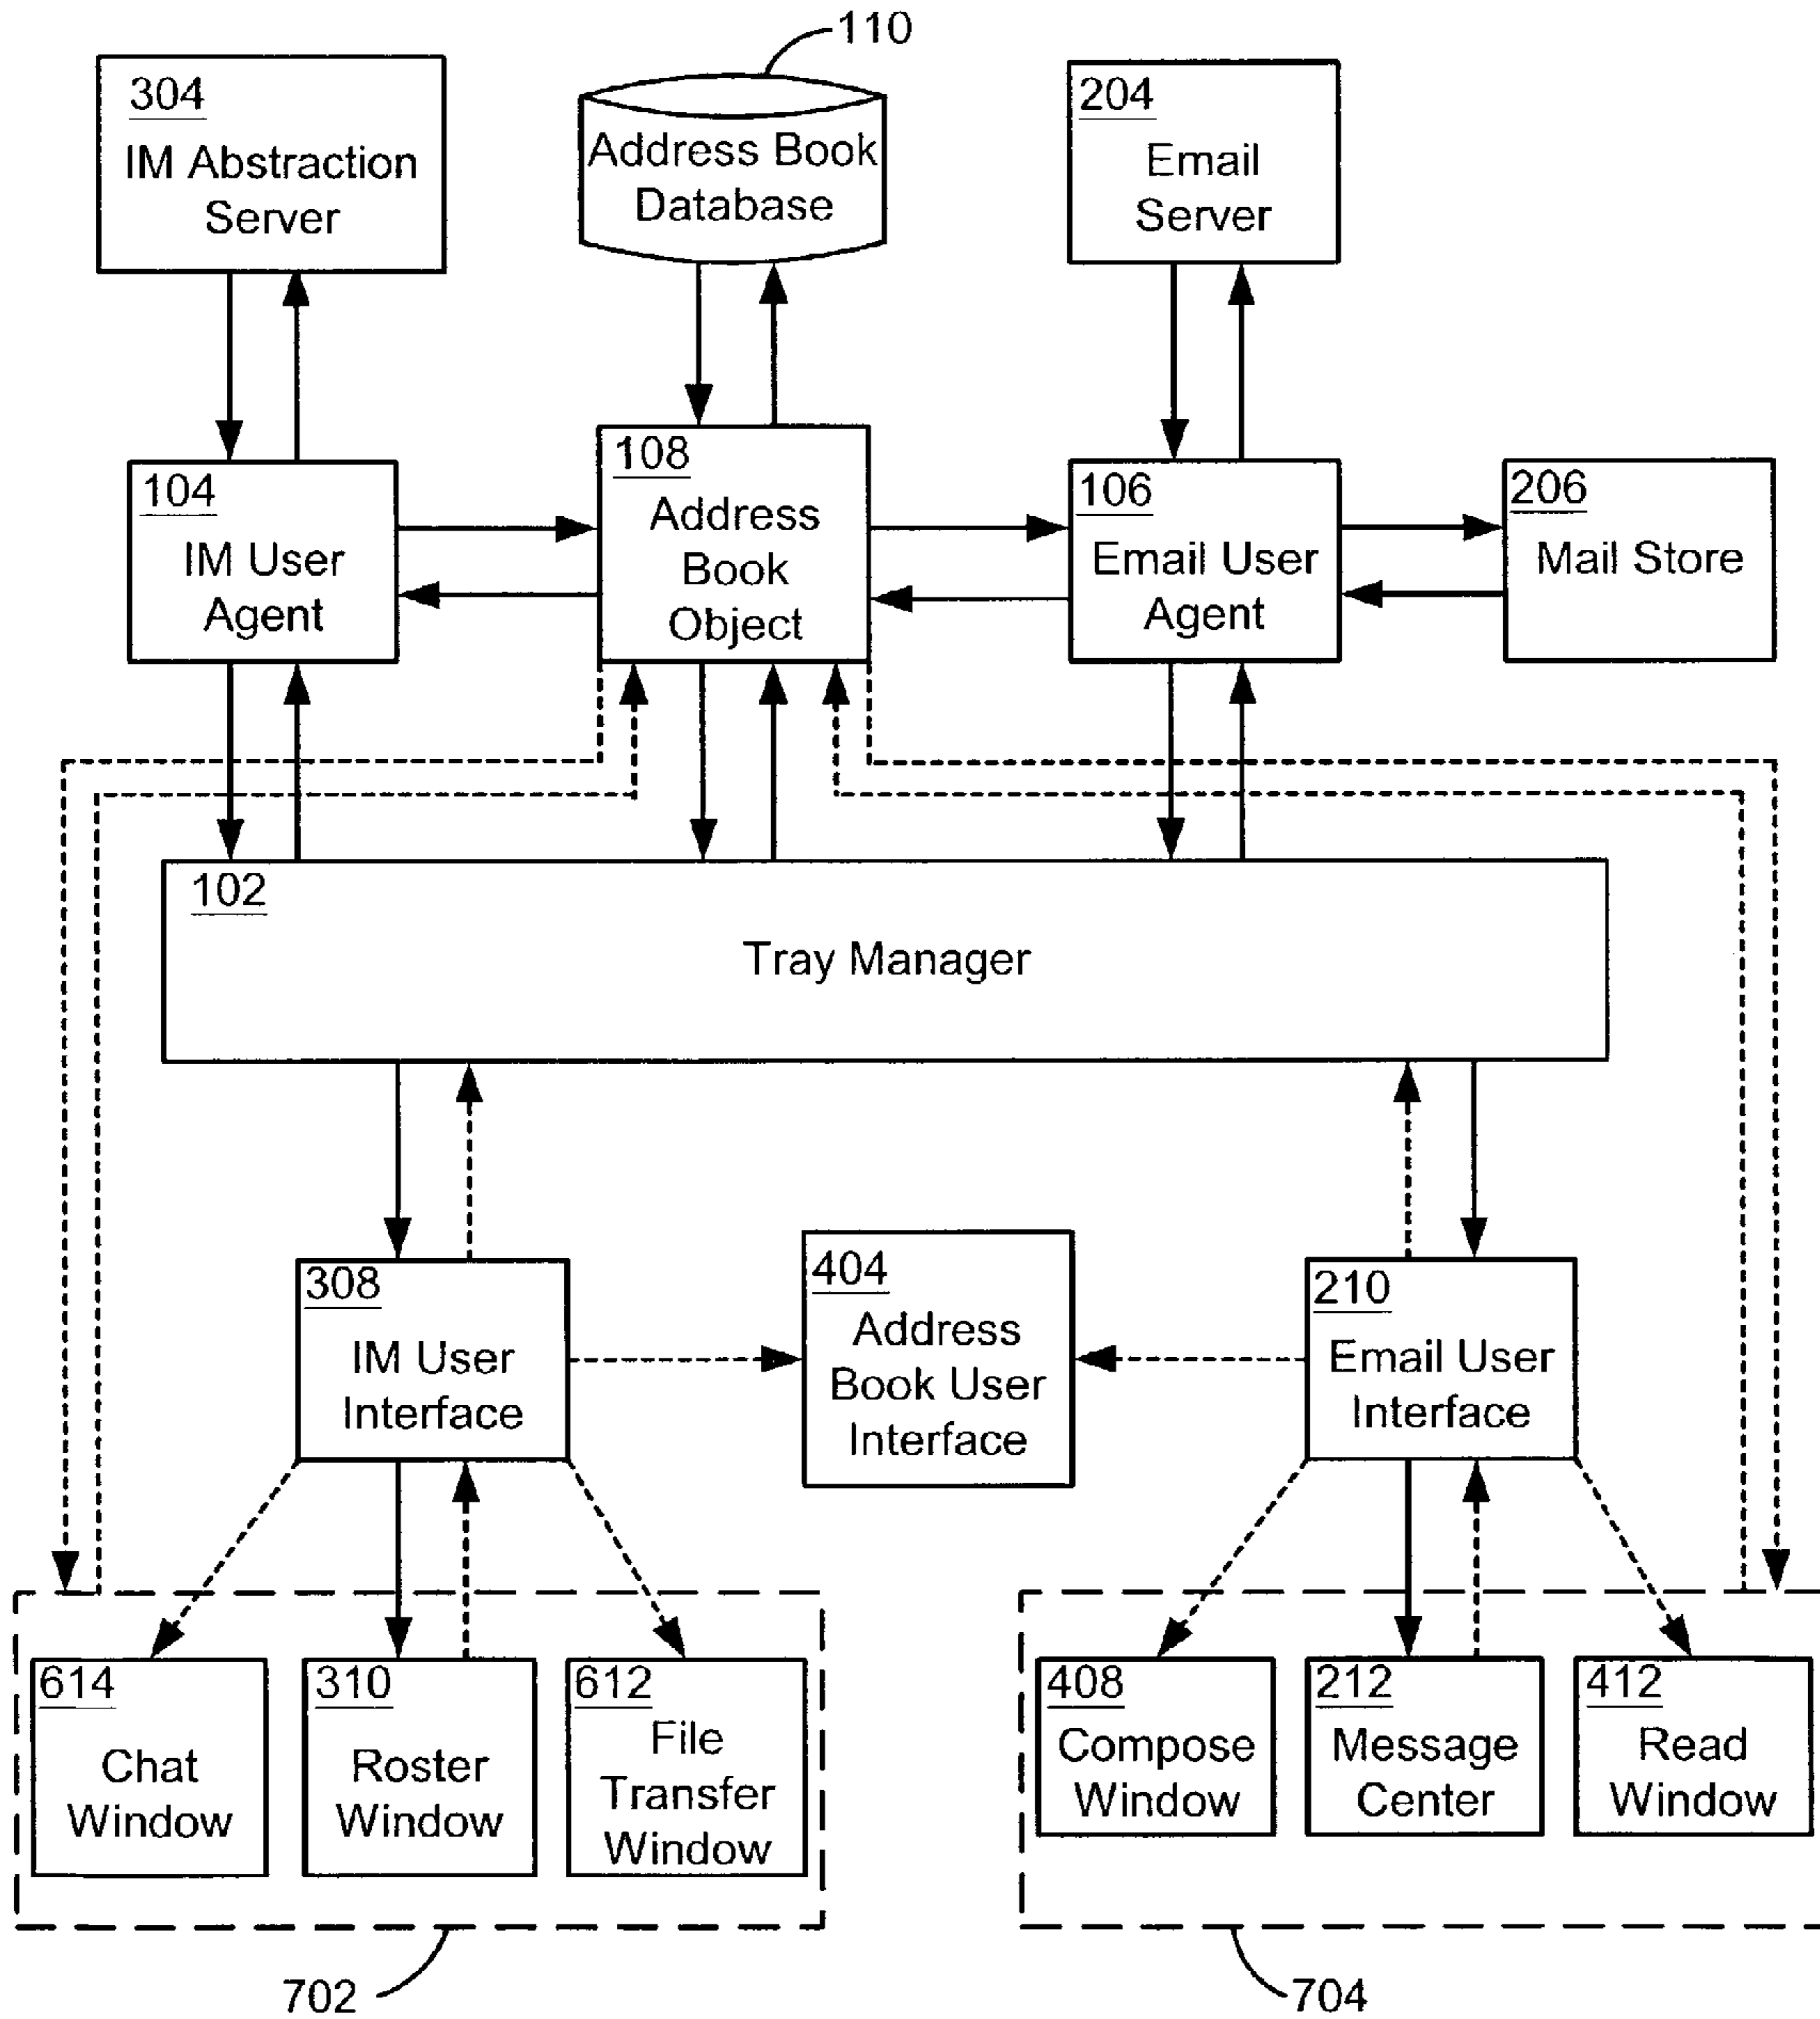 110
304
IM Abstraction
Server
Address Book
Database
204
Email
Server
104
IM User
Agent
108
Address
Book
Object
106
Email User
Agent
206
Mail Store
102
Tray Manager
308
IM User
Interface
404
Address
Book User
Interface
210
Email User
Interface
614
Chat
Window
310
Roster
Window
612
File
Transfer
Window
408
Compose
Window
212
Message
Center
412
Read
Window
702
704